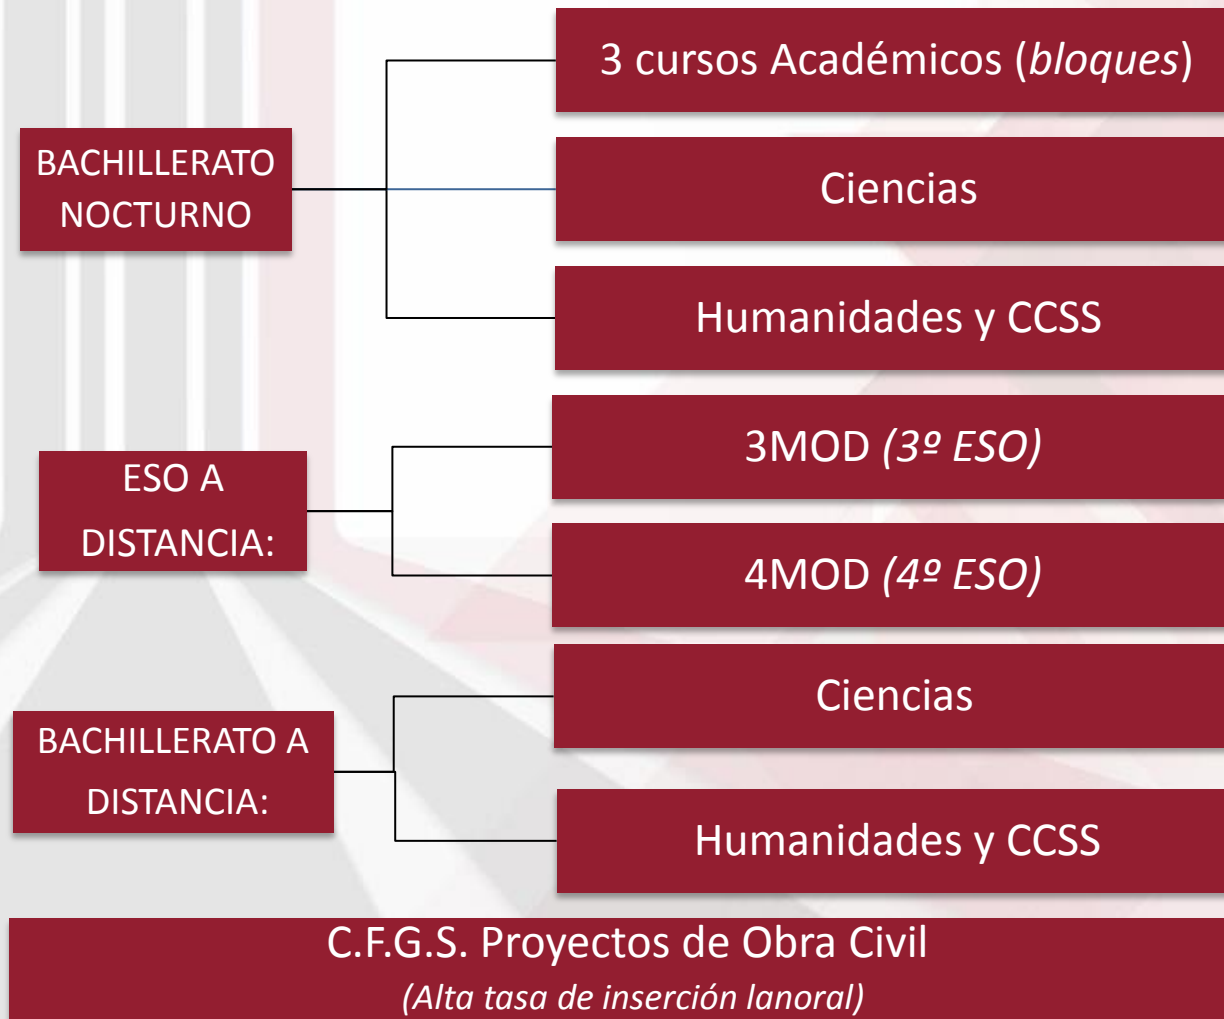 BACHILLERATO
NOCTURNO
3 cursos Académicos (bloques)
Ciencias
Humanidades y CCSS
ESO A
DISTANCIA:
3MOD (3º ESO)
4MOD (4º ESO)
BACHILLERATO A
DISTANCIA:
Ciencias
Humanidades y CCSS
C.F.G.S. Proyectos de Obra Civil
(Alta tasa de inserción lanoral)